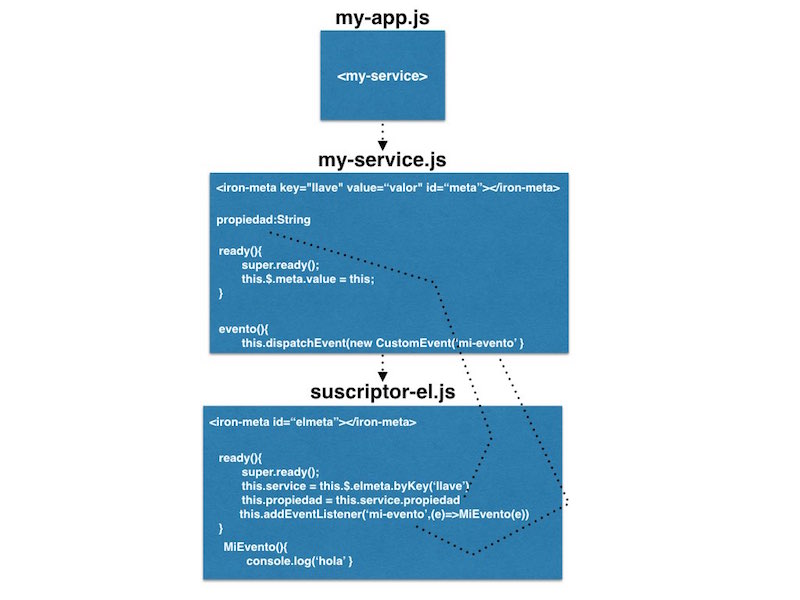 my-app.js
<my-service>
my-service.js
<iron-meta key="llave" value=“valor" id=“meta”></iron-meta>
propiedad:String
ready(){
super.ready();
this.$.meta.value = this;
}
evento(){
this.dispatchEvent(new CustomEvent(‘mi-evento’ }
suscriptor-el.js
<iron-meta id=“elmeta”></iron-meta>
ready(){
super.ready();
this.service = this.$.elmeta.byKey(‘llave’)
this.propiedad = this.service.propiedad
this.addEventListener(‘mi-evento’,(e)=>MiEvento(e))
}
MiEvento(){
console.log(‘hola’ }